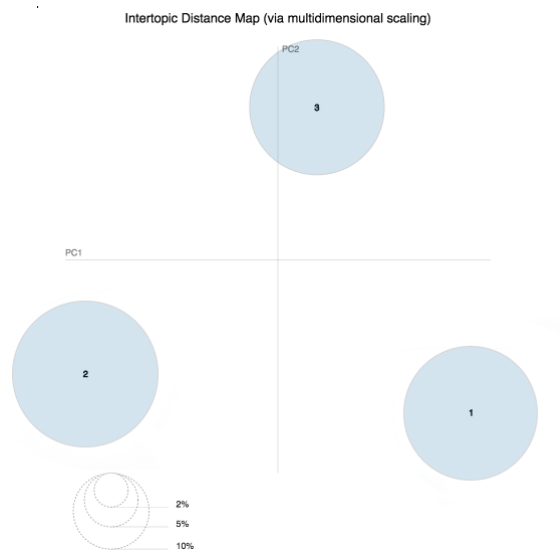 Intertopic Distance Map (via multidimensional scaling)
PC2
3
PC1
2
1
2%
5%
10%